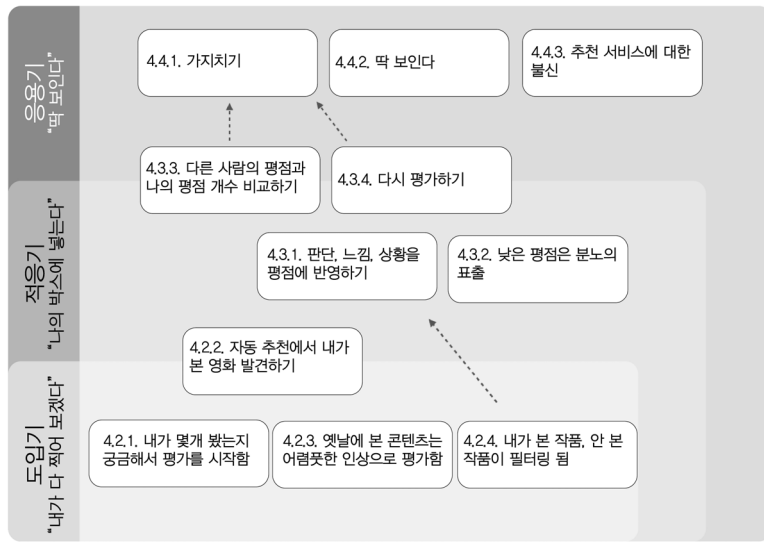 응용기
“딱 보인다”
4.4.1. 가지치기
4.4.2. 딱 보인다
4.4.3. 추천 서비스에 대한
불신
4.3.3. 다른 사람의 평점과
나의 평점 개수 비교하기
4.3.4. 다시 평가하기
적응기
“나의 박스에 넣는다”
4.3.1. 판단, 느낌, 상황을
평점에 반영하기
4.3.2. 낮은 평점은 분노의
표출
4.2.2. 자동 추천에서 내가
본 영화 발견하기
도입기
“내가 다 찍어 보겠다”
4.2.1. 내가 몇개 봤는지
궁금해서 평가를 시작함
4.2.3. 옛날에 본 콘텐츠는
어렴풋한 인상으로 평가함
4.2.4. 내가 본 작품, 안 본
작품이 필터링 됨